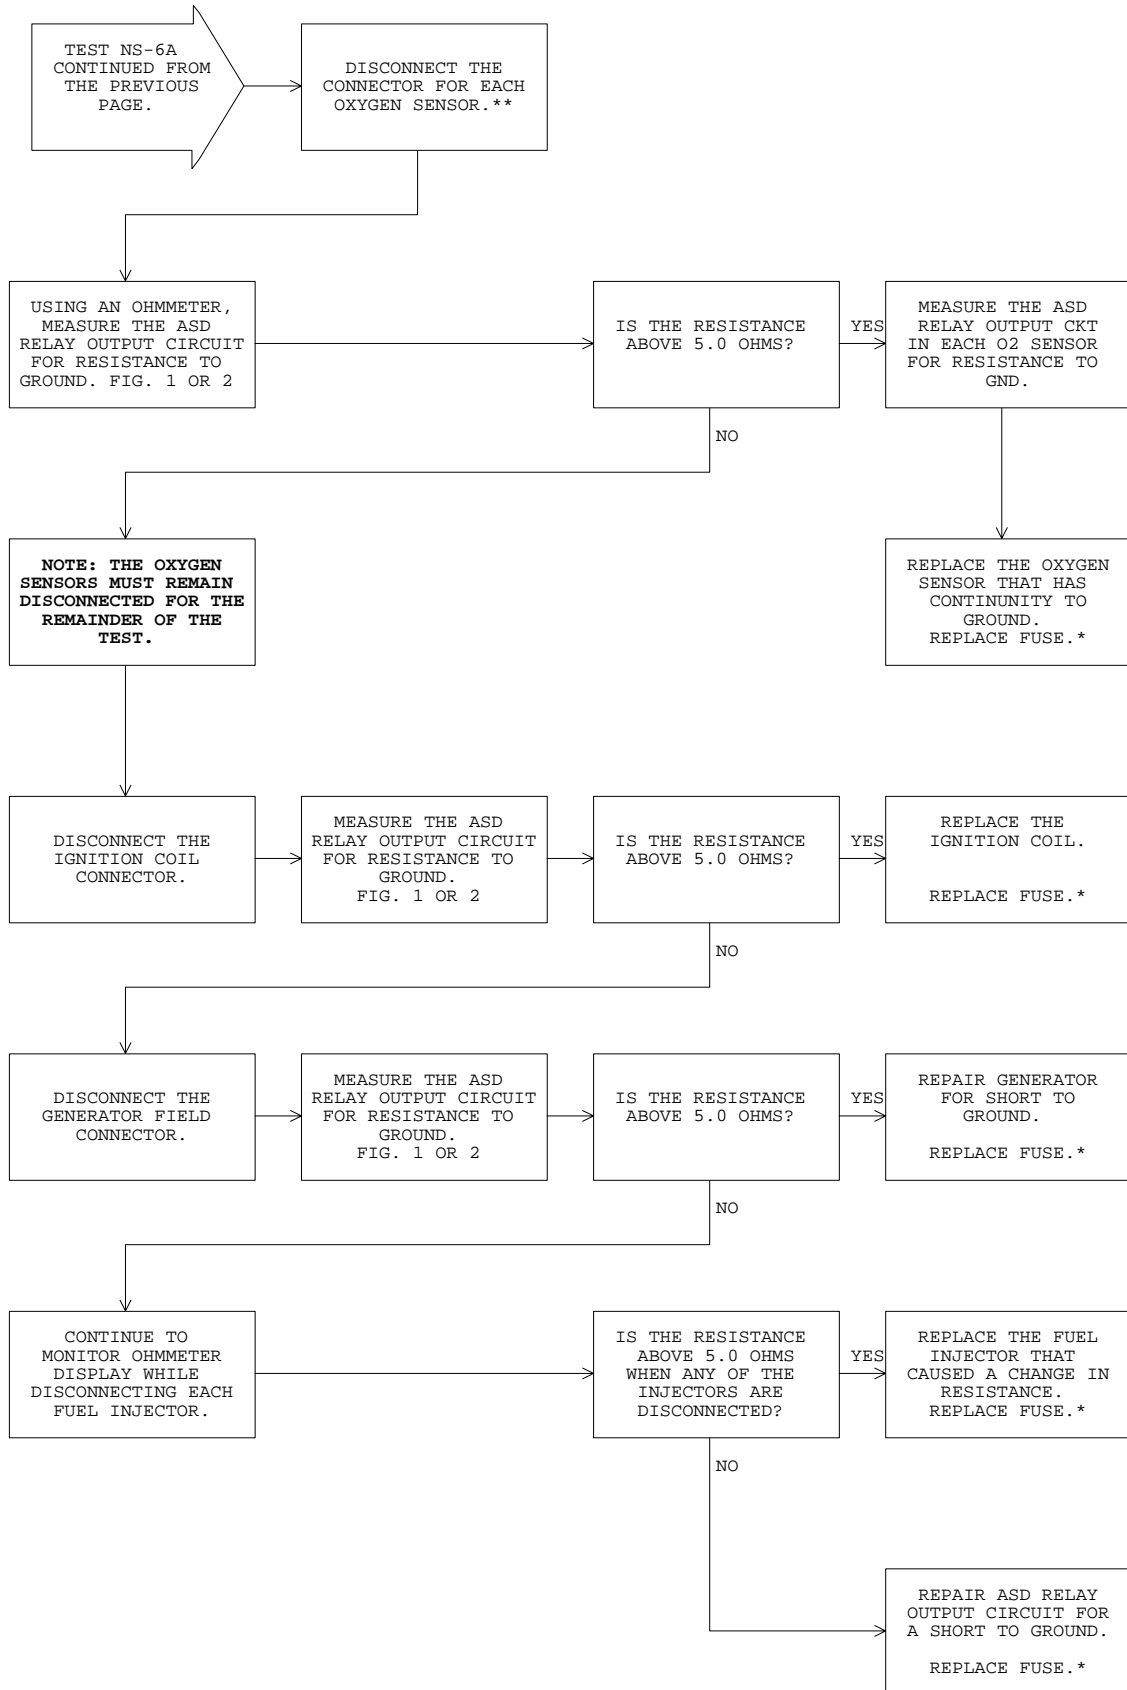 TEST NS-6A
CONTINUED FROM
THE PREVIOUS
PAGE.
DISCONNECT THE
CONNECTOR FOR EACH
OXYGEN SENSOR.**
USING AN OHMMETER,
MEASURE THE ASD
RELAY OUTPUT CIRCUIT
FOR RESISTANCE TO
GROUND. FIG. 1 OR 2
IS THE RESISTANCE
ABOVE 5.0 OHMS?
YES
MEASURE THE ASD
RELAY OUTPUT CKT
IN EACH O2 SENSOR
FOR RESISTANCE TO
GND.
NO
NOTE: THE OXYGEN
SENSORS MUST REMAIN
DISCONNECTED FOR THE
REMAINDER OF THE
TEST.
REPLACE THE OXYGEN
SENSOR THAT HAS
CONTINUNITY TO
GROUND.
REPLACE FUSE.*
DISCONNECT THE
IGNITION COIL
CONNECTOR.
MEASURE THE ASD
RELAY OUTPUT CIRCUIT
FOR RESISTANCE TO
GROUND.
FIG. 1 OR 2
IS THE RESISTANCE
ABOVE 5.0 OHMS?
YES
REPLACE THE
IGNITION COIL.
REPLACE FUSE.*
NO
DISCONNECT THE
GENERATOR FIELD
CONNECTOR.
MEASURE THE ASD
RELAY OUTPUT CIRCUIT
FOR RESISTANCE TO
GROUND.
FIG. 1 OR 2
IS THE RESISTANCE
ABOVE 5.0 OHMS?
YES
REPAIR GENERATOR
FOR SHORT TO
GROUND.
REPLACE FUSE.*
NO
CONTINUE TO
MONITOR OHMMETER
DISPLAY WHILE
DISCONNECTING EACH
FUEL INJECTOR.
IS THE RESISTANCE
ABOVE 5.0 OHMS
WHEN ANY OF THE
INJECTORS ARE
DISCONNECTED?
YES
REPLACE THE FUEL
INJECTOR THAT
CAUSED A CHANGE IN
RESISTANCE.
REPLACE FUSE.*
NO
REPAIR ASD RELAY
OUTPUT CIRCUIT FOR
A SHORT TO GROUND.
REPLACE FUSE.*